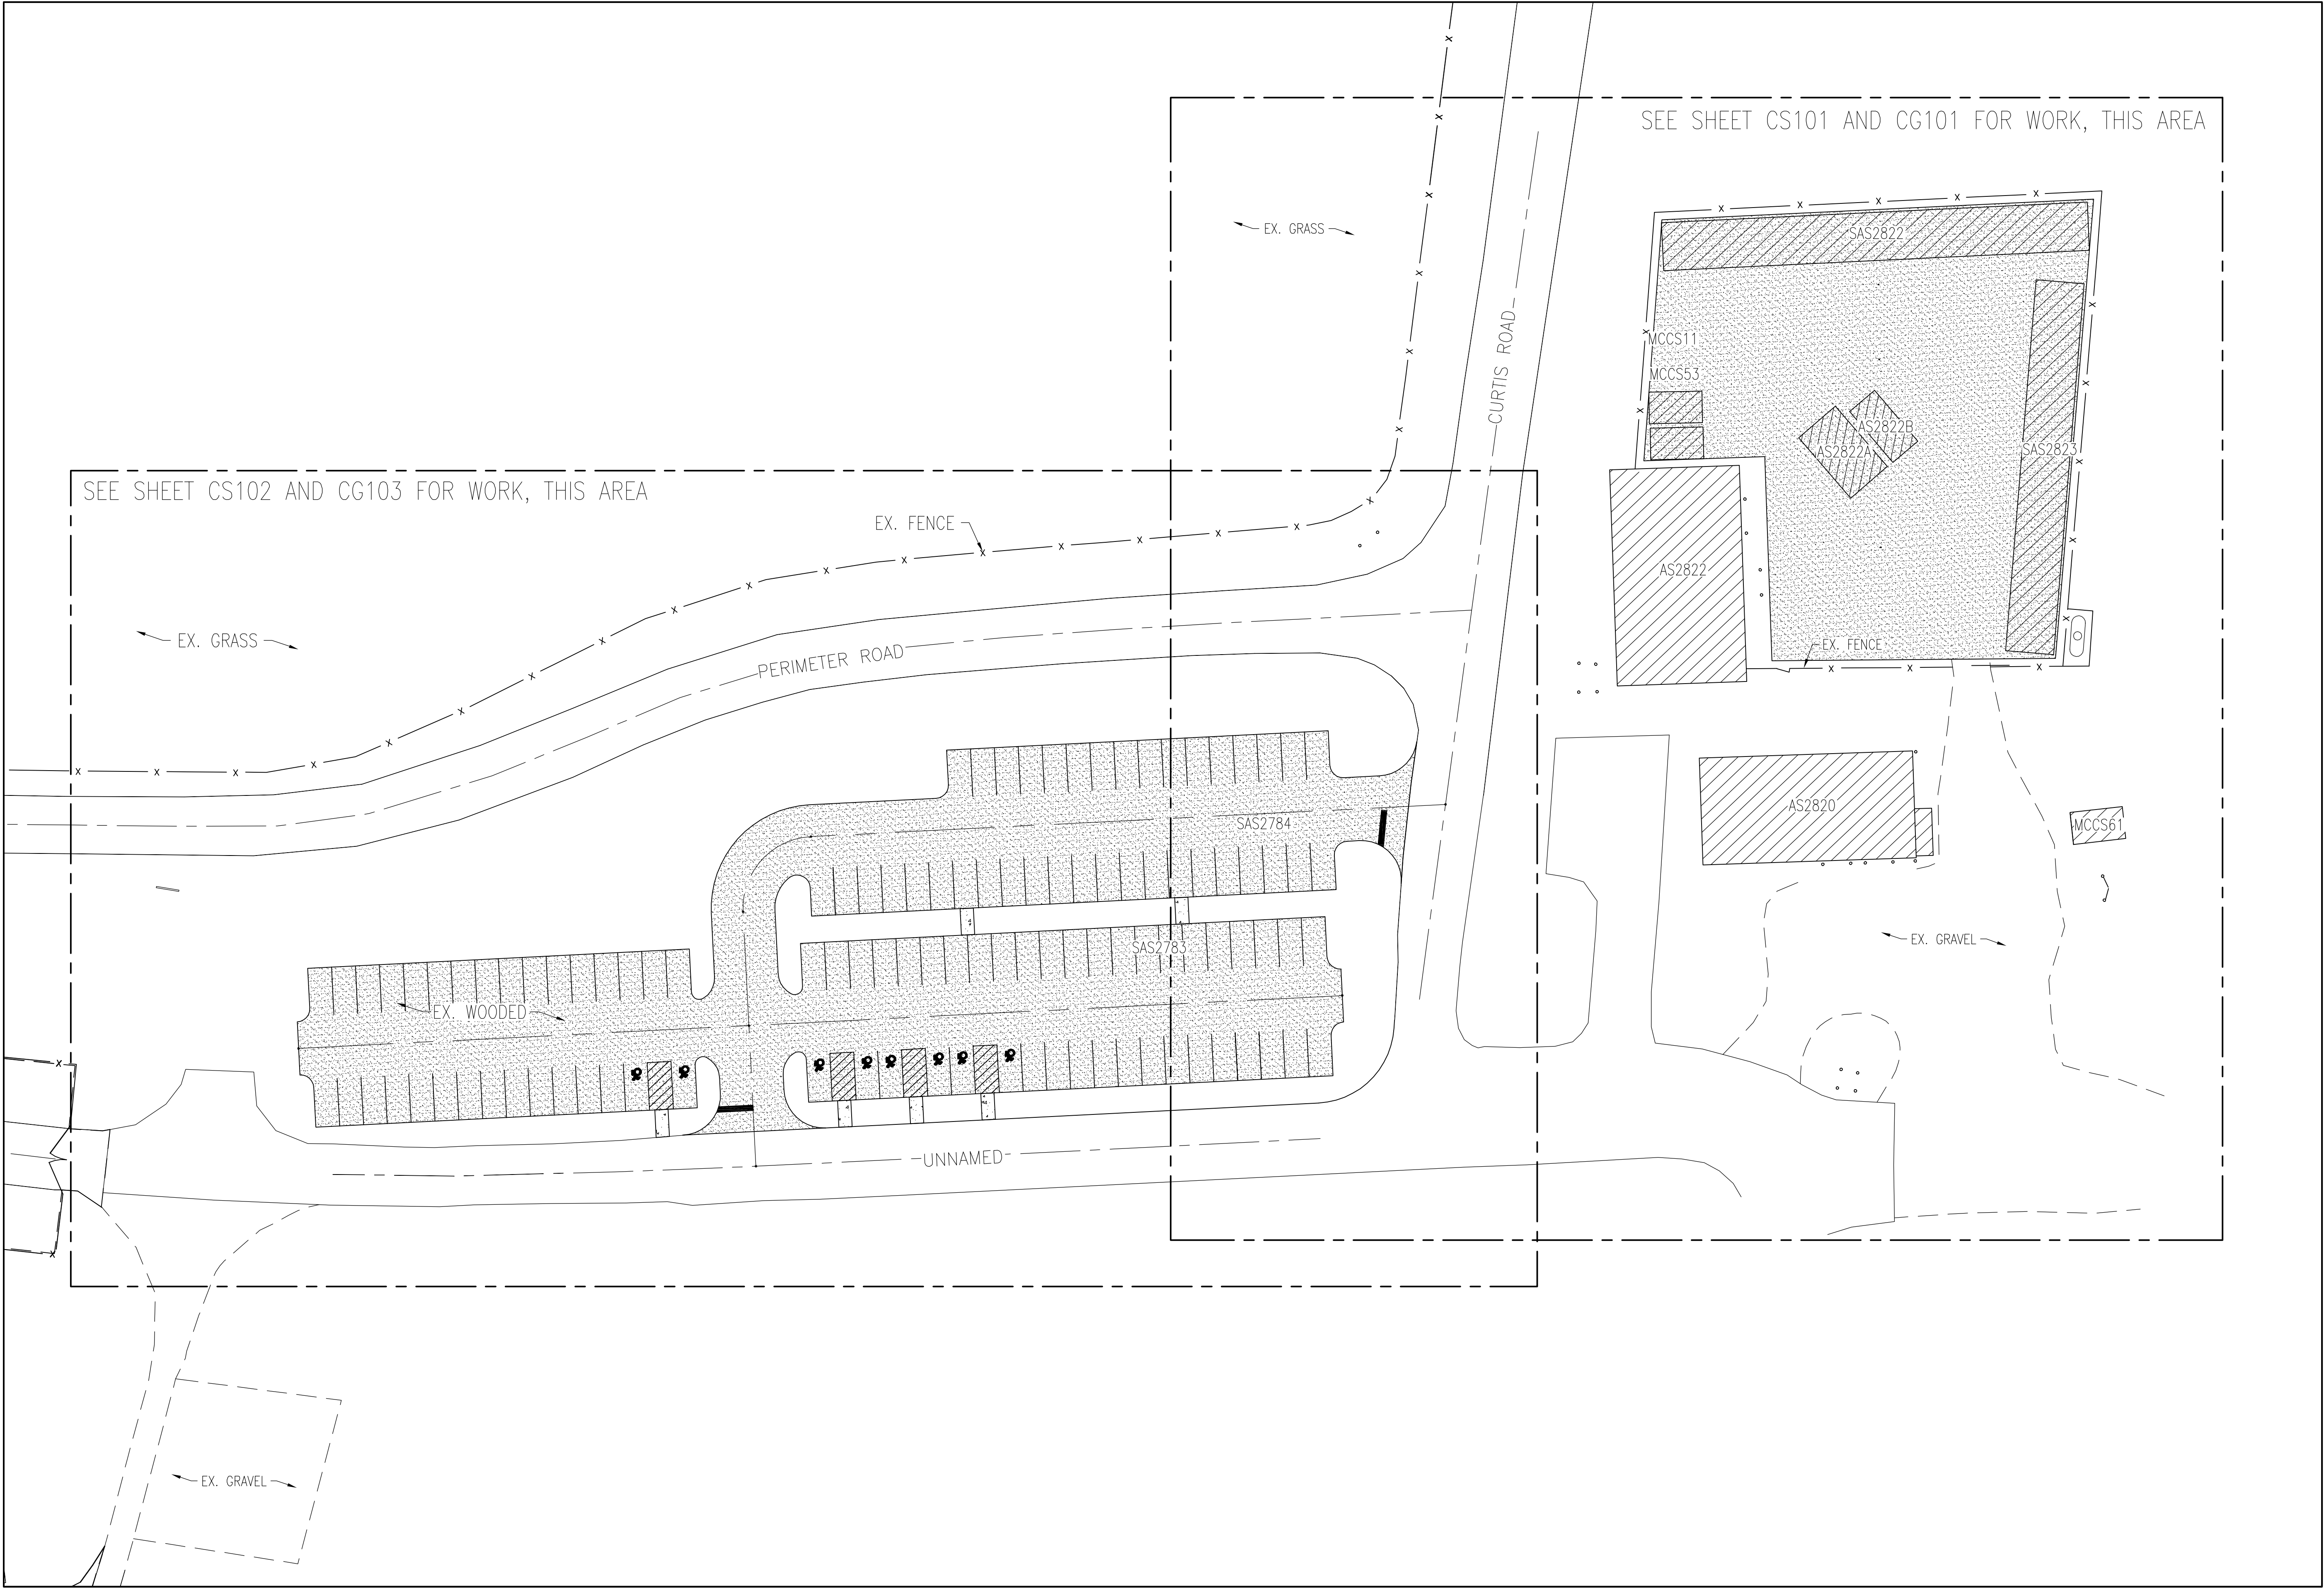 SEE SHEET CS101 AND CG101 FOR WORK, THIS AREA
EX. GRASS
SAS2822
CURTIS ROAD
MCCS11
MCCS53
AS2822B
AS2822A
SAS2823
SEE SHEET CS102 AND CG103 FOR WORK, THIS AREA
EX. FENCE
AS2822
EX. GRASS
PERIMETER ROAD
EX. FENCE
AS2820
SAS2784
MCCS61
SAS2783
EX. GRAVEL
EX. WOODED
UNNAMED
EX. GRAVEL